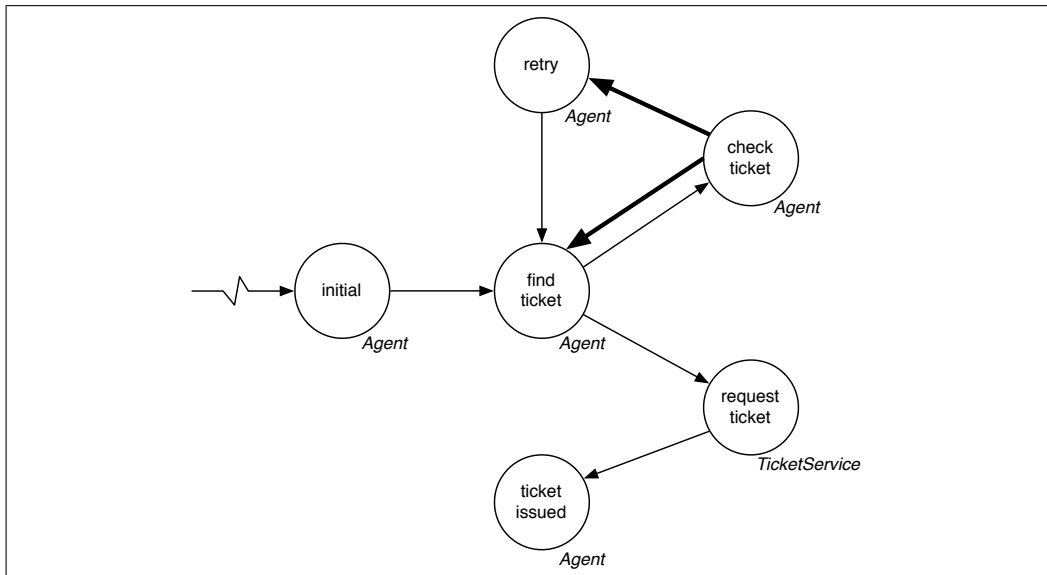 retry
Agent
check
ticket
Agent
initial
Agent
find
ticket
Agent
request
ticket
TicketService
ticket
issued
Agent